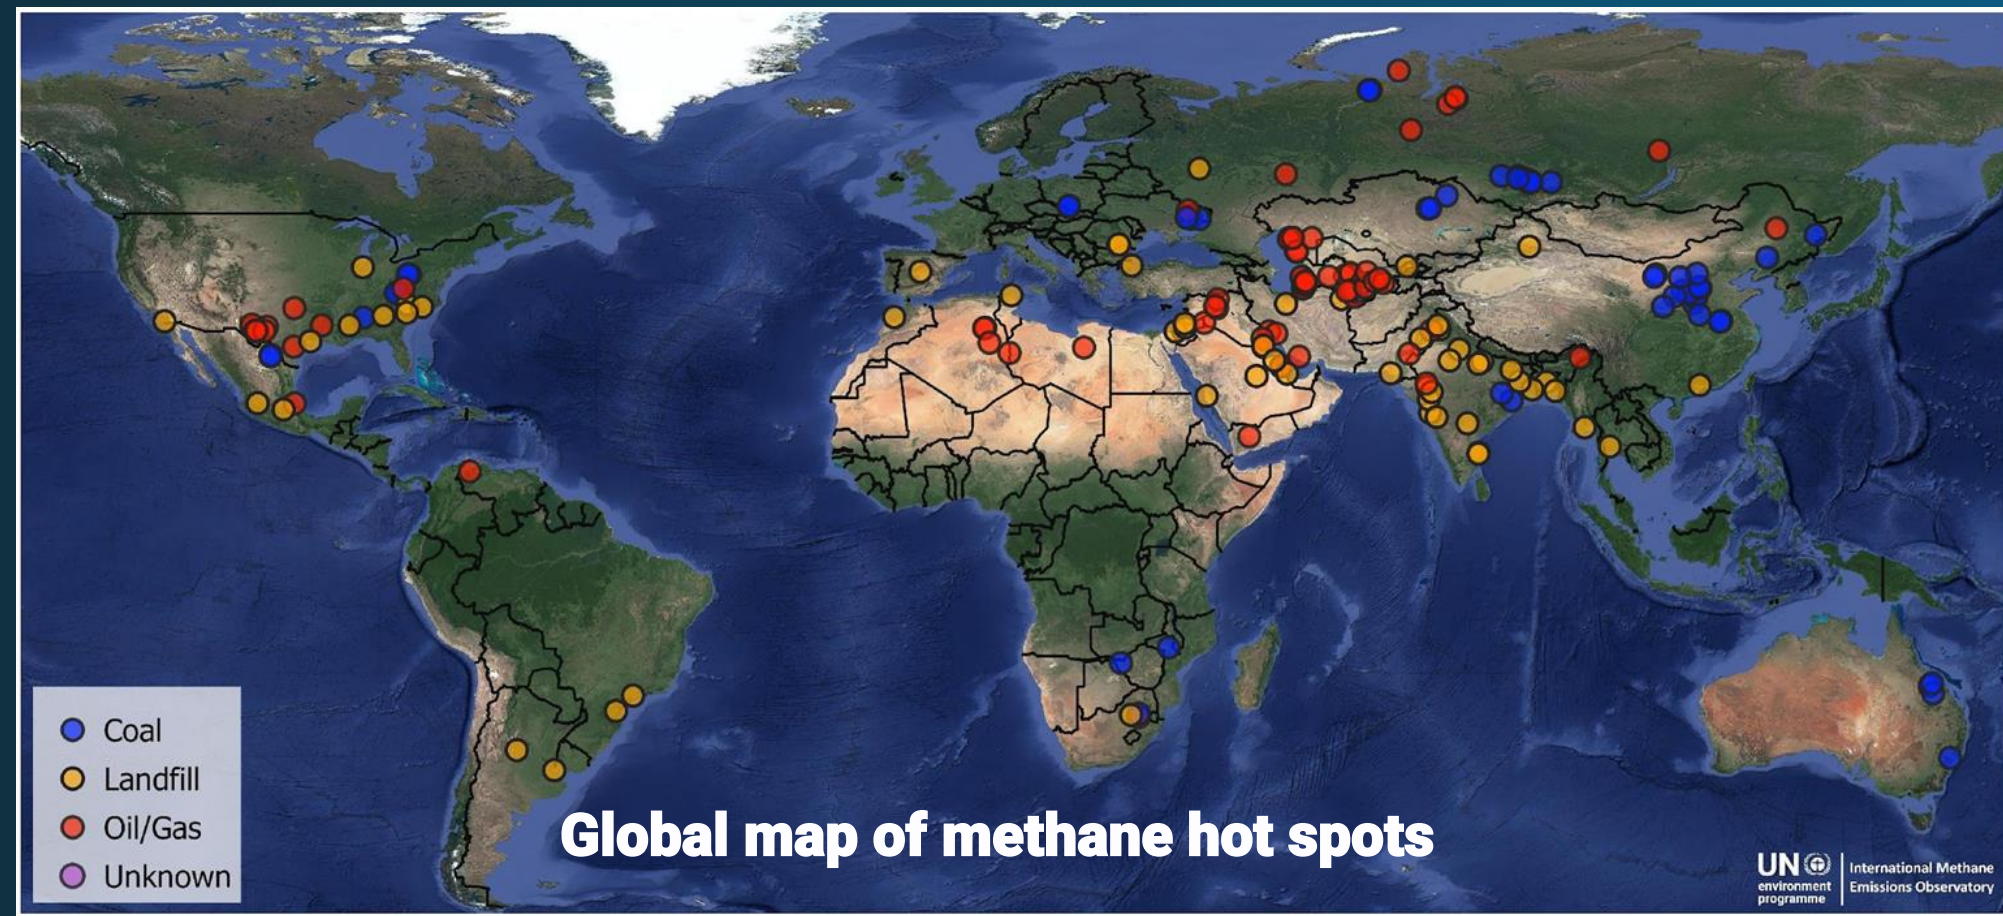 Coal
Landfill
Oil/Gas
Unknown
Global map of methane hot spots
UN
environment
programme
International Methane
Emissions Observatory